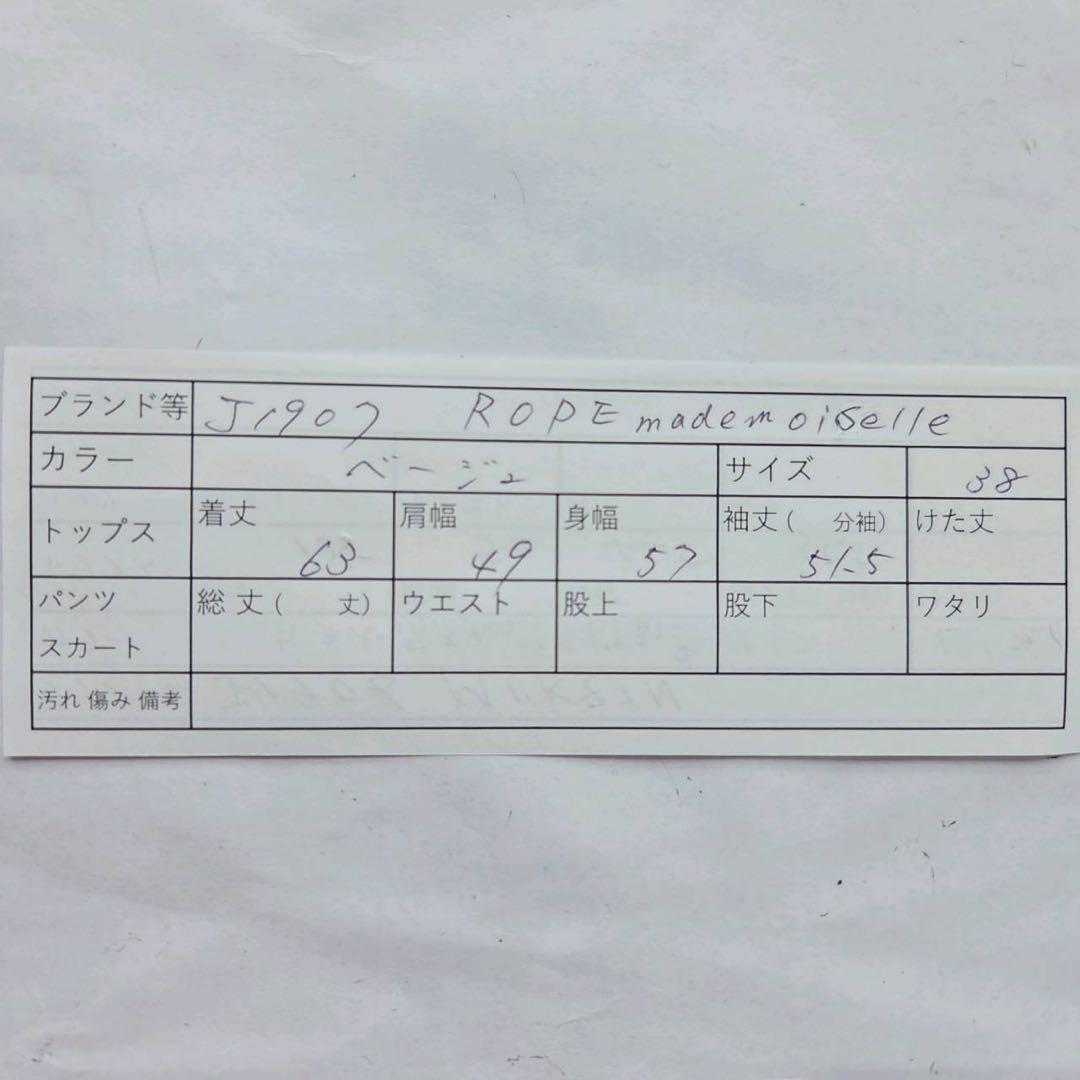 ブランド等 J1907 ROPE mademoiselle
カラー ベージュ サイズ 38
トップス 着丈 63 肩幅 49 身幅 57 袖丈( 分袖) 51.5 けた丈
パンツ スカート 総丈( 丈) ウエスト 股上 股下 ワタリ
汚れ 傷み 備考